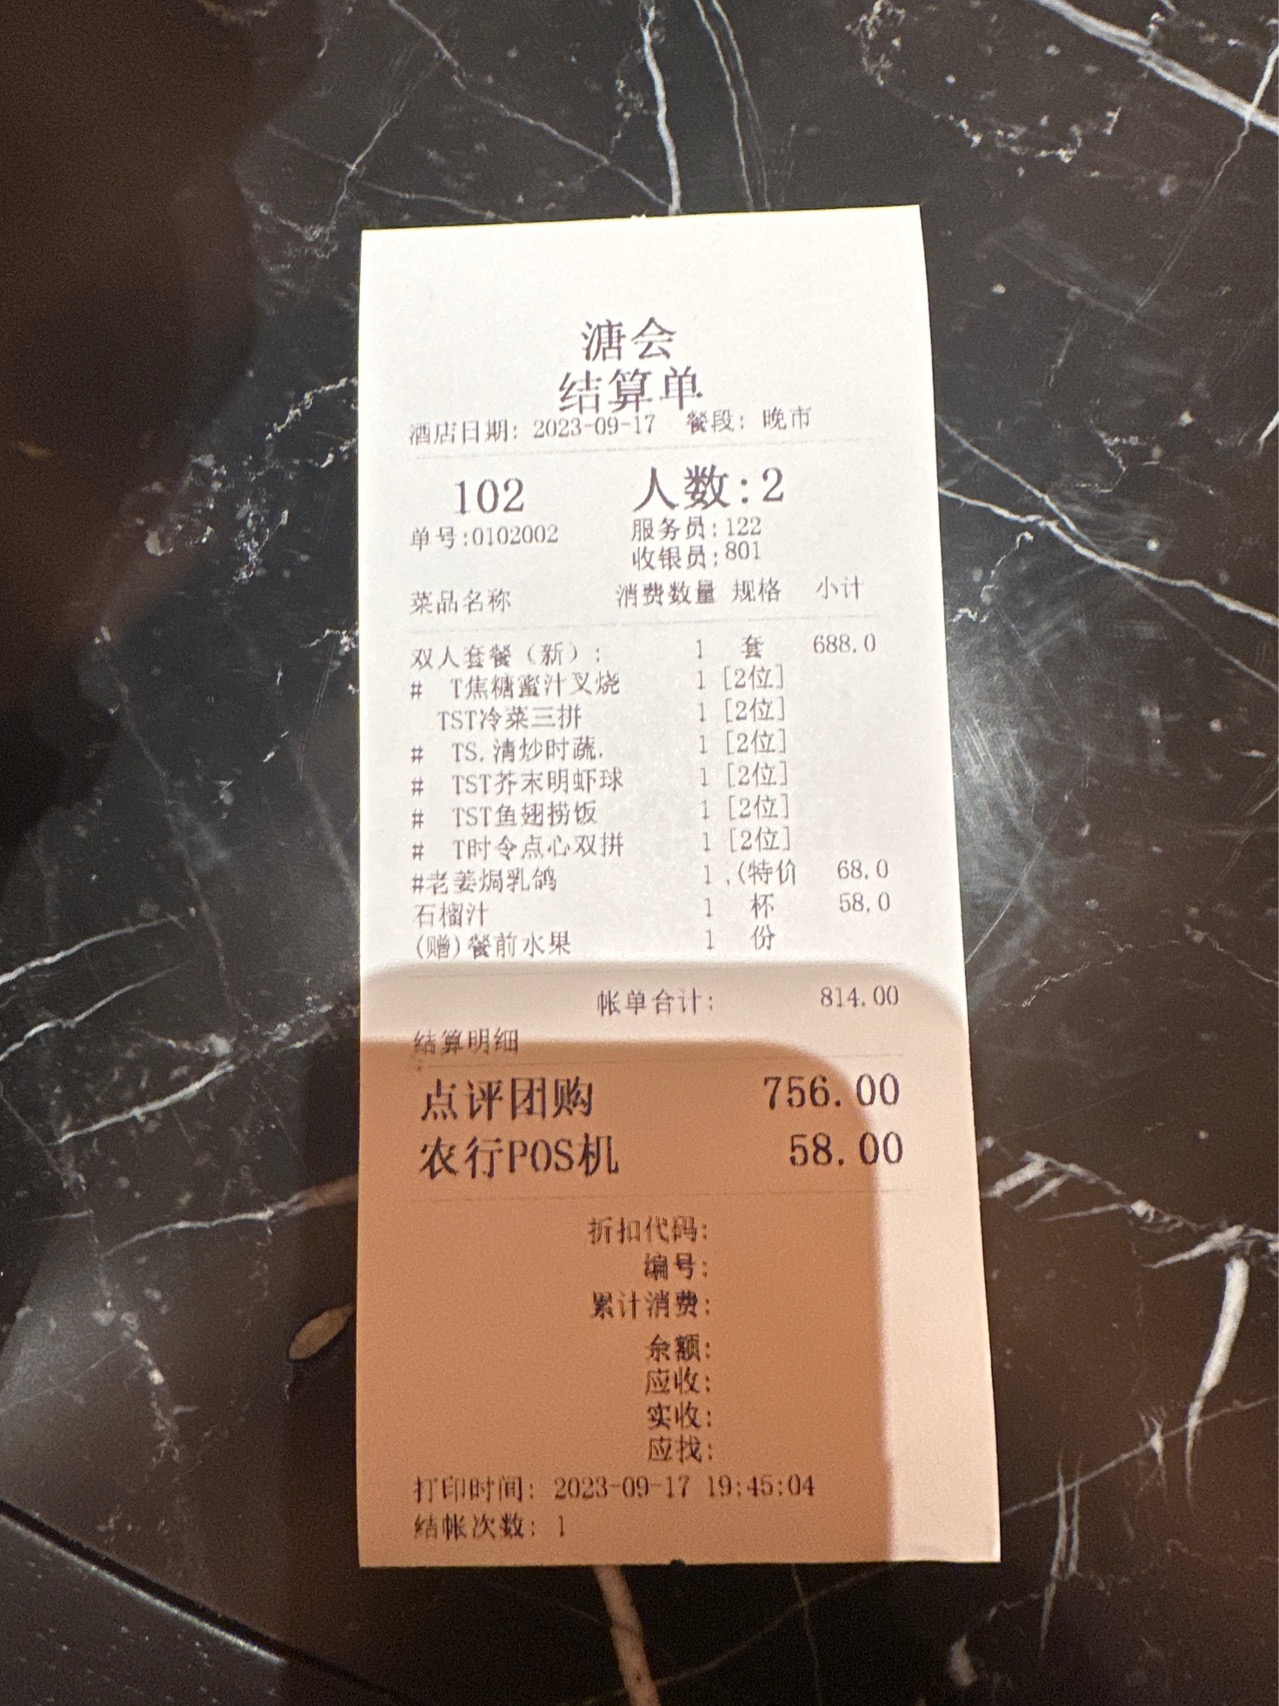 溏会
结算单
酒店日期: 2023-09-17 餐段: 晚市
102 人数:2
单号:0102002 服务员:122
收银员:801
菜品名称 消费数量 规格 小计
双人套餐（新）: 1 套 688.0
# T焦糖蜜汁叉烧 1 [2位]
TST冷菜三拼 1 [2位]
# TS.清炒时蔬. 1 [2位]
# TST芥末明虾球 1 [2位]
# TST鱼翅捞饭 1 [2位]
# T时令点心双拼 1 [2位]
#老姜焗乳鸽 1 .(特价 68.0
石榴汁 1 杯 58.0
(赠)餐前水果 1 份
帐单合计: 814.00
结算明细
点评团购 756.00
农行POS机 58.00
折扣代码:
编号:
累计消费:
余额:
应收:
实收:
应找:
打印时间: 2023-09-17 19:45:04
结帐次数: 1